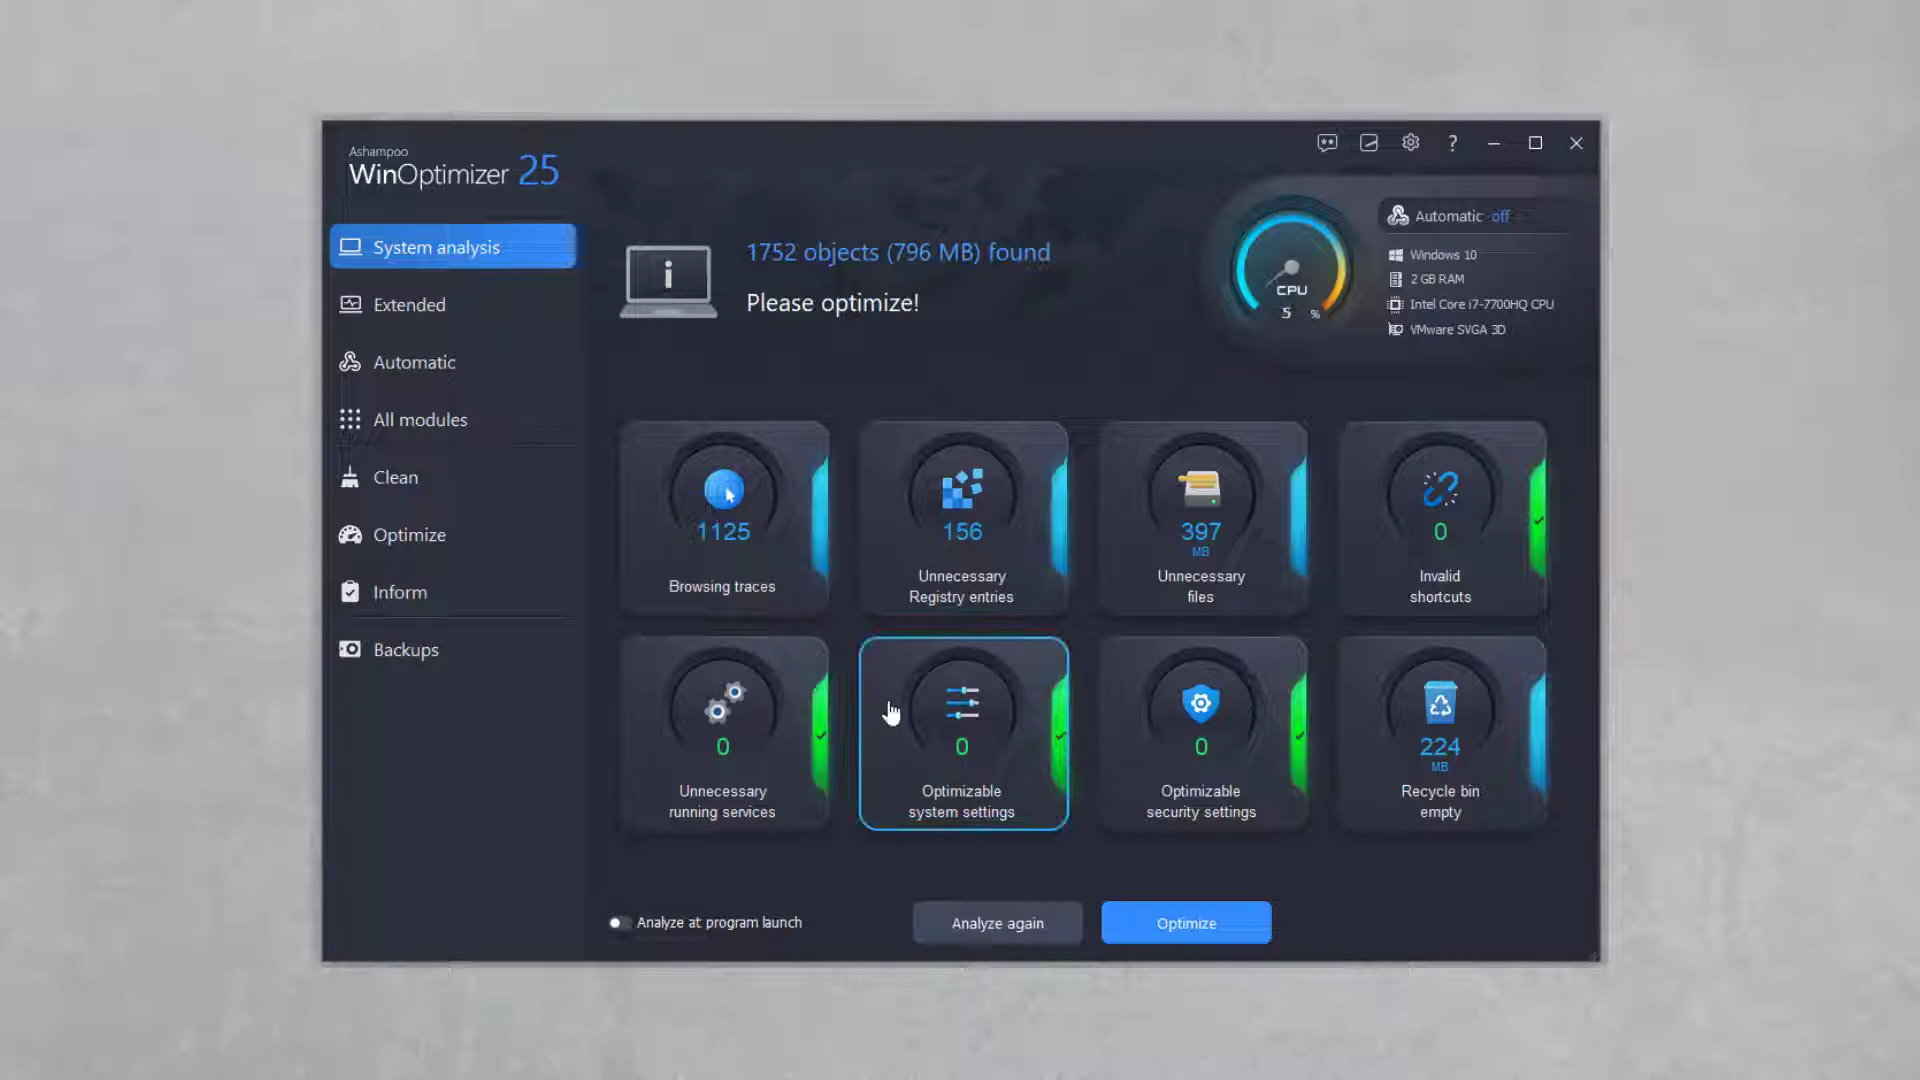 Ashampoo
WinOptimizer 25
?
Automatic off
Windows 10
2 GB RAM
Intel Core i7-7700HQ CPU
VMware SVGA 3D
CPU
5 %
System analysis
Extended
Automatic
All modules
Clean
Optimize
Inform
Backups
1752 objects (796 MB) found
Please optimize!
1125
Browsing traces
156
Unnecessary
Registry entries
397
MB
Unnecessary
files
0
Invalid
shortcuts
0
Unnecessary
running services
0
Optimizable
system settings
0
Optimizable
security settings
224
MB
Recycle bin
empty
Analyze at program launch
Analyze again
Optimize